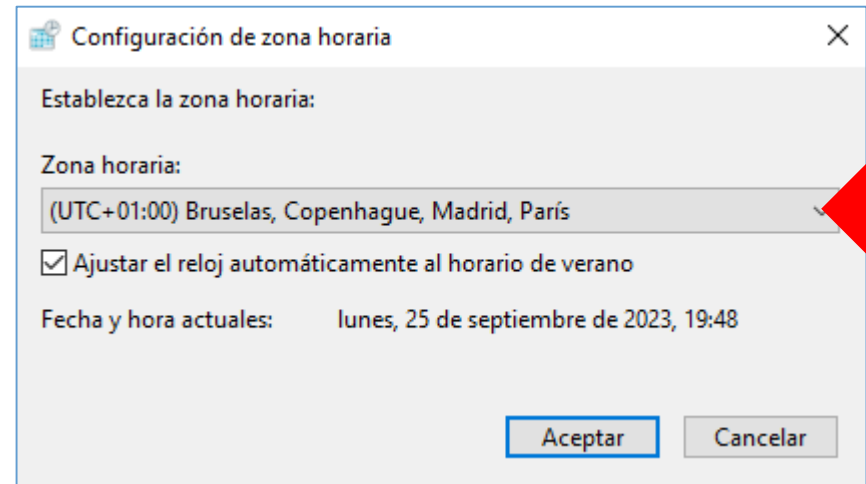 Configuración de zona horaria
Establezca la zona horaria:
Zona horaria:
(UTC+01:00) Bruselas, Copenhague, Madrid, París
Ajustar el reloj automáticamente al horario de verano
Fecha y hora actuales: lunes, 25 de septiembre de 2023, 19:48
Aceptar Cancelar